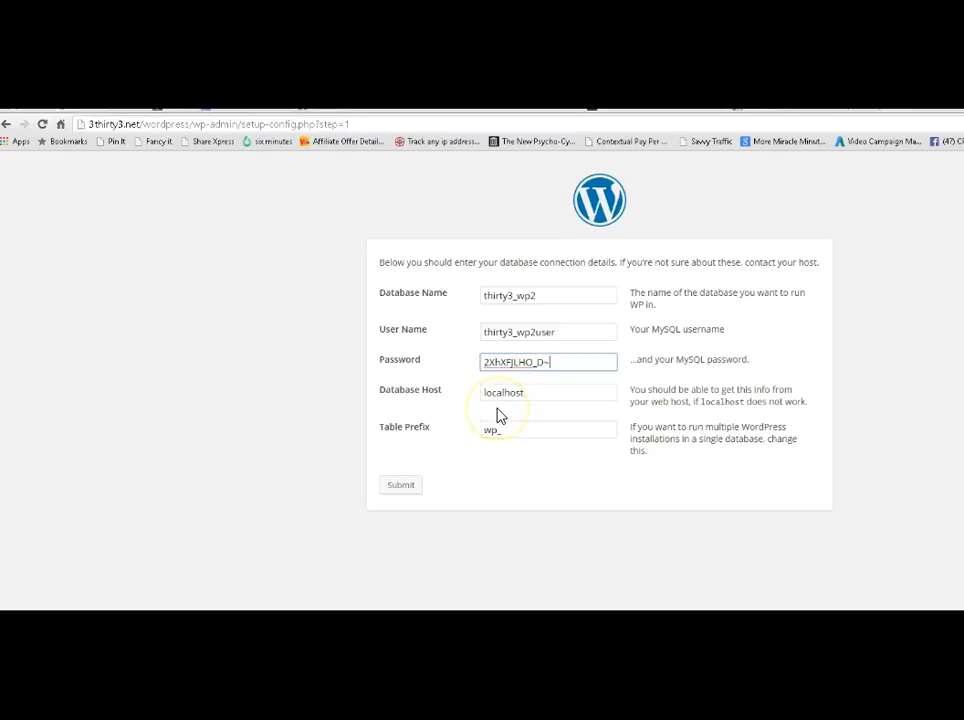 3thirty3.net/wordpress/wp-admin/setup-config.php?step=1
Apps Bookmarks Pin It Fancy it Share Xpress six minutes Affiliate Offer Detail... Track any ip address... The New Psycho-Cy... Contextual Pay Per ... Savvy Traffic More Miracle Minut... Video Campaign Ma...
Below you should enter your database connection details. If you're not sure about these, contact your host.
Database Name thirty3_wp2 The name of the database you want to run
WP in.
User Name thirty3_wp2user Your MySQL username
Password 2XhXFJLHO_D~ ...and your MySQL password.
Database Host localhost You should be able to get this info from
your web host, if localhost does not work.
Table Prefix wp_ If you want to run multiple WordPress
installations in a single database, change
this.
Submit